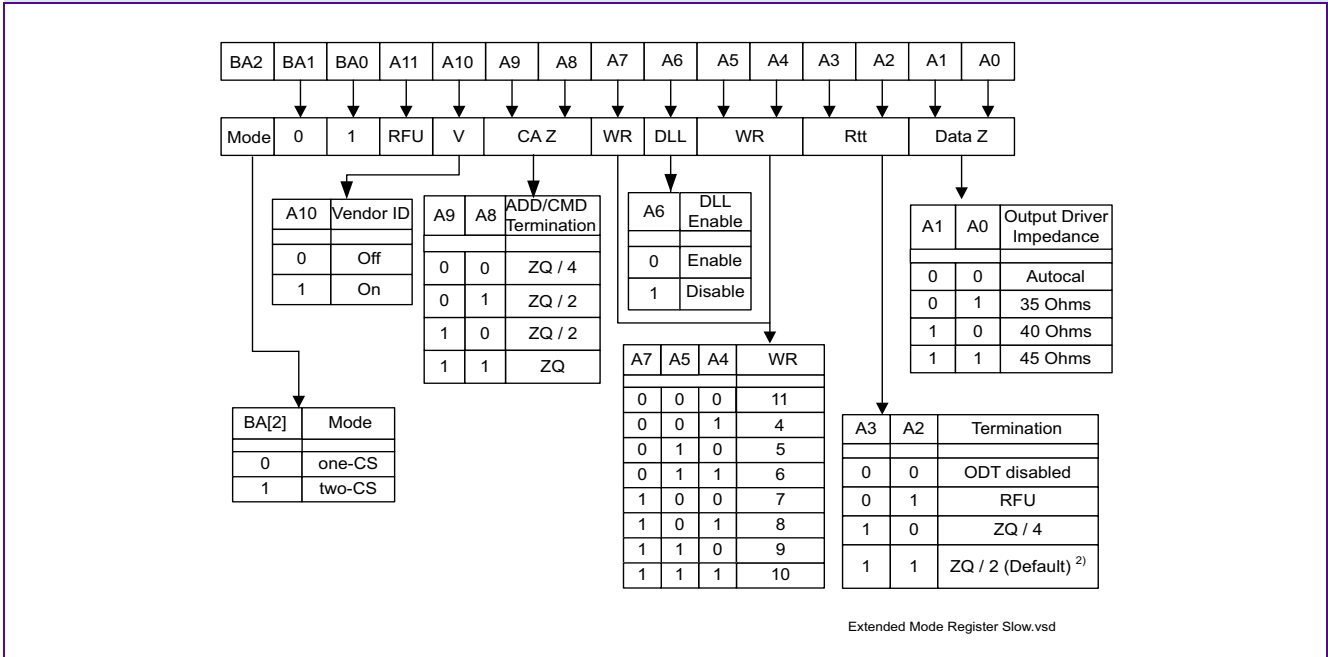 BA2 BA1 BA0 A11 A10 A9 A8 A7 A6 A5 A4 A3 A2 A1 A0
Mode 0 1 RFU V CA Z WR DLL WR Rtt Data Z
A10 Vendor ID
0 Off
1 On
A9 A8 ADD/CMD Termination
0 0 ZQ / 4
0 1 ZQ / 2
1 0 ZQ / 2
1 1 ZQ
A6 DLL Enable
0 Enable
1 Disable
A1 A0 Output Driver Impedance
0 0 Autocal
0 1 35 Ohms
1 0 40 Ohms
1 1 45 Ohms
BA[2] Mode
0 one-CS
1 two-CS
A7 A5 A4 WR
0 0 0 11
0 0 1 4
0 1 0 5
0 1 1 6
1 0 0 7
1 0 1 8
1 1 0 9
1 1 1 10
A3 A2 Termination
0 0 ODT disabled
0 1 RFU
1 0 ZQ / 4
1 1 ZQ / 2 (Default) 2)
Extended Mode Register Slow.vsd